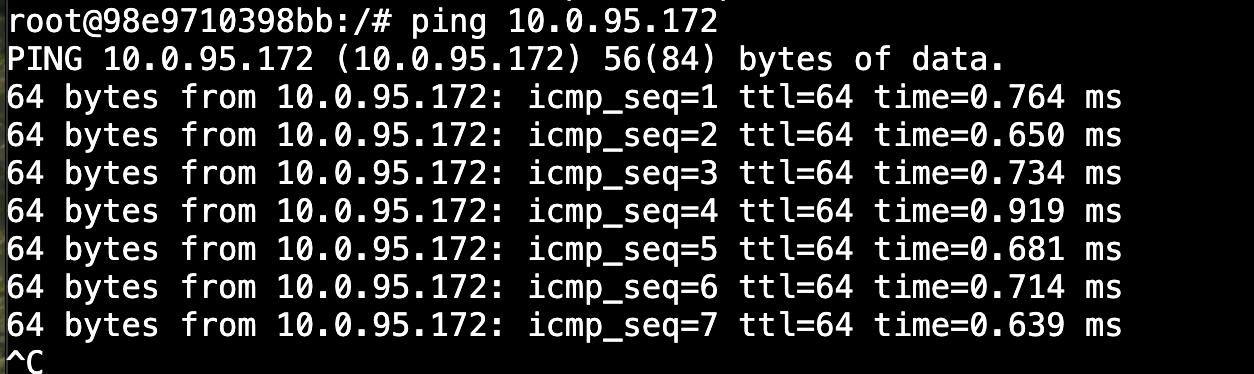 root@98e9710398bb:/# ping 10.0.95.172
PING 10.0.95.172 (10.0.95.172) 56(84) bytes of data.
64 bytes from 10.0.95.172: icmp_seq=1 ttl=64 time=0.764 ms
64 bytes from 10.0.95.172: icmp_seq=2 ttl=64 time=0.650 ms
64 bytes from 10.0.95.172: icmp_seq=3 ttl=64 time=0.734 ms
64 bytes from 10.0.95.172: icmp_seq=4 ttl=64 time=0.919 ms
64 bytes from 10.0.95.172: icmp_seq=5 ttl=64 time=0.681 ms
64 bytes from 10.0.95.172: icmp_seq=6 ttl=64 time=0.714 ms
64 bytes from 10.0.95.172: icmp_seq=7 ttl=64 time=0.639 ms
^C